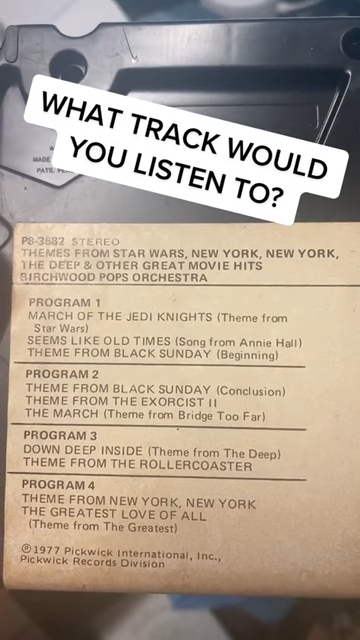 WHAT TRACK WOULD
YOU LISTEN TO?
MADE
PATS.
P8-3582 STEREO
THEMES FROM STAR WARS, NEW YORK, NEW YORK,
THE DEEP & OTHER GREAT MOVIE HITS
BIRCHWOOD POPS ORCHESTRA
PROGRAM 1
MARCH OF THE JEDI KNIGHTS (Theme from
Star Wars)
SEEMS LIKE OLD TIMES (Song from Annie Hall)
THEME FROM BLACK SUNDAY (Beginning)
PROGRAM 2
THEME FROM BLACK SUNDAY (Conclusion)
THEME FROM THE EXORCIST II
THE MARCH (Theme from Bridge Too Far)
PROGRAM 3
DOWN DEEP INSIDE (Theme from The Deep)
THEME FROM THE ROLLERCOASTER
PROGRAM 4
THEME FROM NEW YORK, NEW YORK
THE GREATEST LOVE OF ALL
(Theme from The Greatest)
℗1977 Pickwick International, Inc.,
Pickwick Records Division